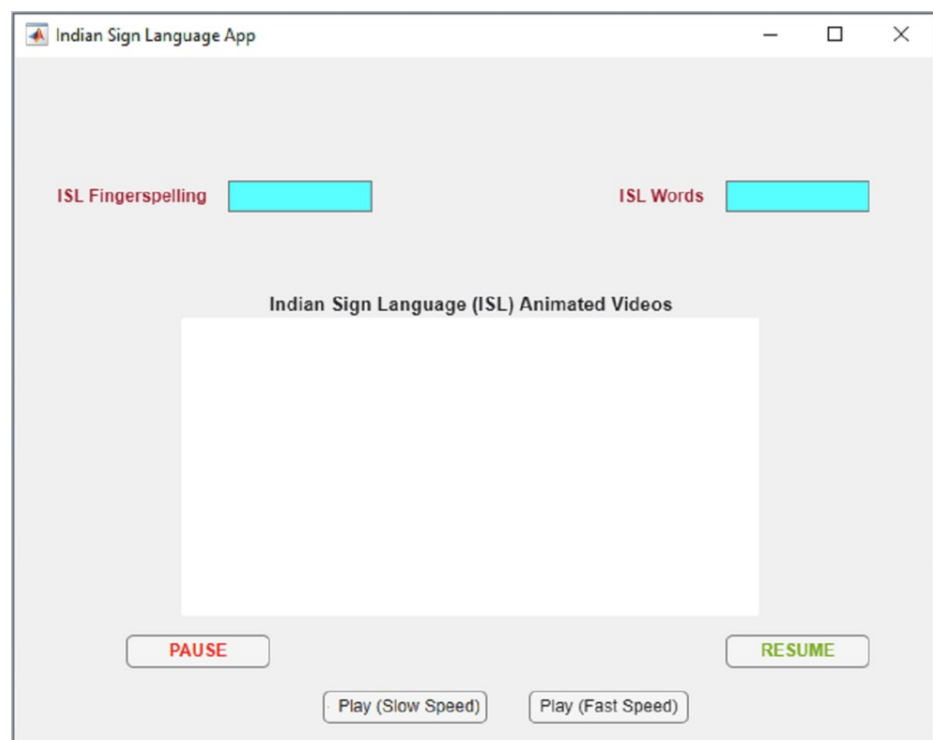 Indian Sign Language App
ISL Fingerspelling
ISL Words
Indian Sign Language (ISL) Animated Videos
PAUSE
RESUME
Play (Slow Speed)
Play (Fast Speed)